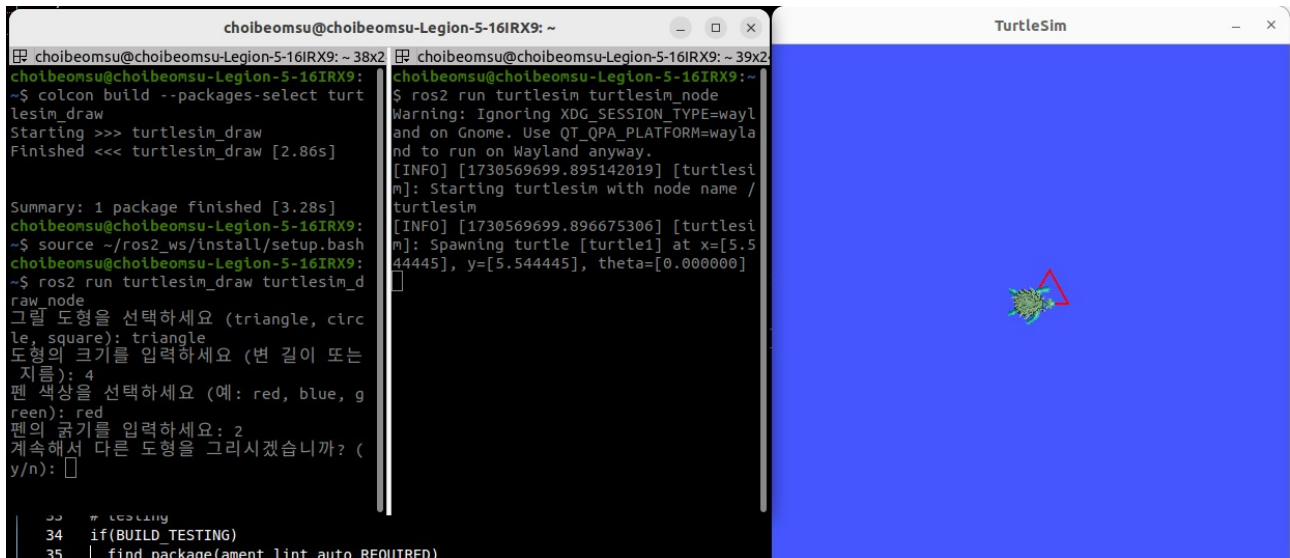 choibeomsu@choibeomsu-Legion-5-16IRX9: ~
choibeomsu@choibeomsu-Legion-5-16IRX9: ~ 38x2
choibeomsu@choibeomsu-Legion-5-16IRX9:
~$ colcon build --packages-select turt
lesim_draw
Starting >>> turtlesim_draw
Finished <<< turtlesim_draw [2.86s]
Summary: 1 package finished [3.28s]
choibeomsu@choibeomsu-Legion-5-16IRX9:
~$ source ~/ros2_ws/install/setup.bash
choibeomsu@choibeomsu-Legion-5-16IRX9:
~$ ros2 run turtlesim_draw turtlesim_d
raw_node
그릴 도형을 선택하세요 (triangle, circ
le, square): triangle
도형의 크기를 입력하세요 (변 길이 또는
지름): 4
펜 색상을 선택하세요 (예: red, blue, g
reen): red
펜의 굵기를 입력하세요: 2
계속해서 다른 도형을 그리시겠습니까? (
y/n):
choibeomsu@choibeomsu-Legion-5-16IRX9: ~ 39x2
choibeomsu@choibeomsu-Legion-5-16IRX9:~
$ ros2 run turtlesim turtlesim_node
Warning: Ignoring XDG_SESSION_TYPE=wayl
and on Gnome. Use QT_QPA_PLATFORM=wayla
nd to run on Wayland anyway.
[INFO] [1730569699.895142019] [turtlesi
m]: Starting turtlesim with node name /
turtlesim
[INFO] [1730569699.896675306] [turtlesi
m]: Spawning turtle [turtle1] at x=[5.5
44445], y=[5.544445], theta=[0.000000]
TurtleSim
33 # testing
34 if(BUILD_TESTING)
35 find_package(ament_lint_auto REQUIRED)